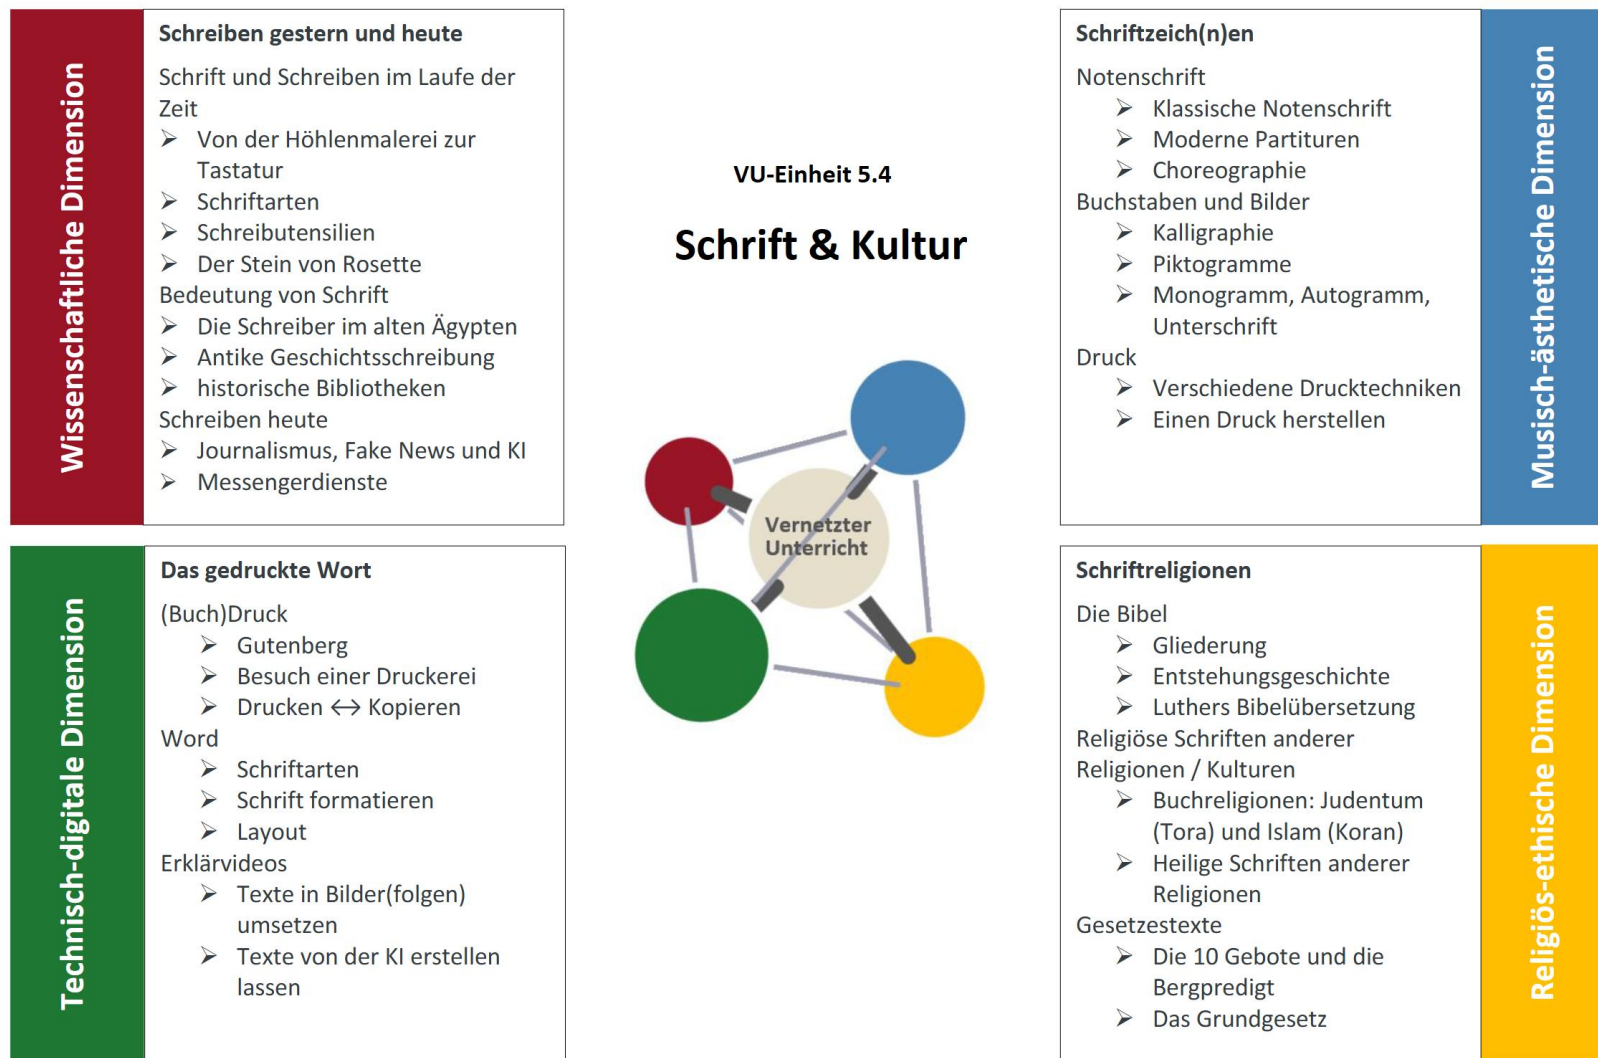 Wissenschaftliche Dimension
Schreiben gestern und heute
Schrift und Schreiben im Laufe der
Zeit
➢ Von der Höhlenmalerei zur
Tastatur
➢ Schriftarten
➢ Schreibutensilien
➢ Der Stein von Rosette
Bedeutung von Schrift
➢ Die Schreiber im alten Ägypten
➢ Antike Geschichtsschreibung
➢ historische Bibliotheken
Schreiben heute
➢ Journalismus, Fake News und KI
➢ Messengerdienste
VU-Einheit 5.4
Schrift & Kultur
Vernetzter
Unterricht
Schriftzeich(n)en
Notenschrift
➢ Klassische Notenschrift
➢ Moderne Partituren
➢ Choreographie
Buchstaben und Bilder
➢ Kalligraphie
➢ Piktogramme
➢ Monogramm, Autogramm,
Unterschrift
Druck
➢ Verschiedene Drucktechniken
➢ Einen Druck herstellen
Musisch-ästhetische Dimension
Technisch-digitale Dimension
Das gedruckte Wort
(Buch)Druck
➢ Gutenberg
➢ Besuch einer Druckerei
➢ Drucken ↔ Kopieren
Word
➢ Schriftarten
➢ Schrift formatieren
➢ Layout
Erklärvideos
➢ Texte in Bilder(folgen)
umsetzen
➢ Texte von der KI erstellen
lassen
Schriftreligionen
Die Bibel
➢ Gliederung
➢ Entstehungsgeschichte
➢ Luthers Bibelübersetzung
Religiöse Schriften anderer
Religionen / Kulturen
➢ Buchreligionen: Judentum
(Tora) und Islam (Koran)
➢ Heilige Schriften anderer
Religionen
Gesetzestexte
➢ Die 10 Gebote und die
Bergpredigt
➢ Das Grundgesetz
Religiös-ethische Dimension